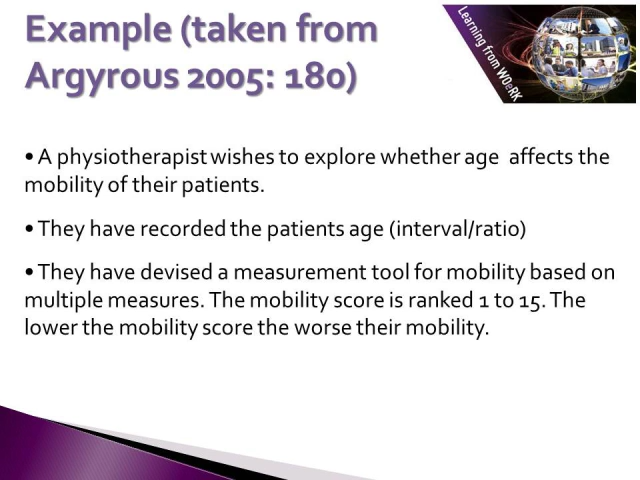 Example (taken from
Argyrous 2005: 180)
Learning from WOeRK
• A physiotherapist wishes to explore whether age affects the
mobility of their patients.
• They have recorded the patients age (interval/ratio)
• They have devised a measurement tool for mobility based on
multiple measures. The mobility score is ranked 1 to 15. The
lower the mobility score the worse their mobility.